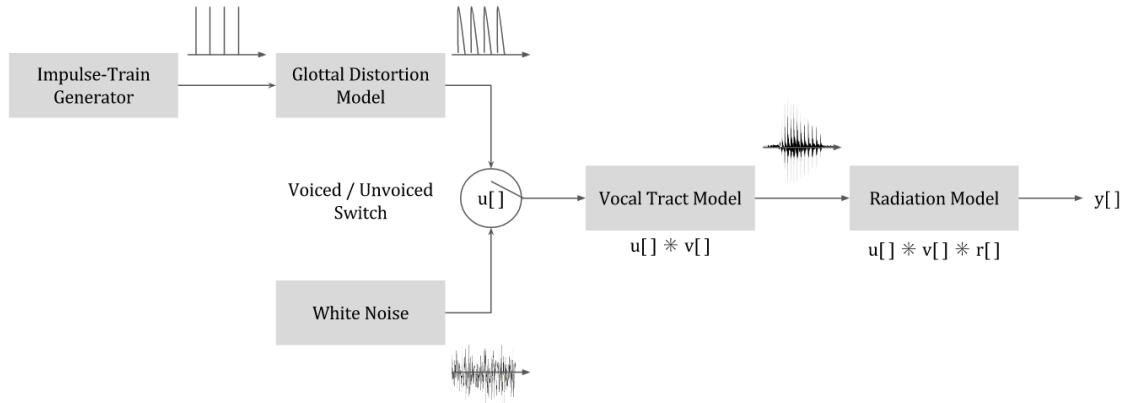 Impulse-Train
Generator
Glottal Distortion
Model
Voiced / Unvoiced
Switch
u[]
Vocal Tract Model
Radiation Model
y[]
u[] ✳ v[]
u[] ✳ v[] ✳ r[]
White Noise